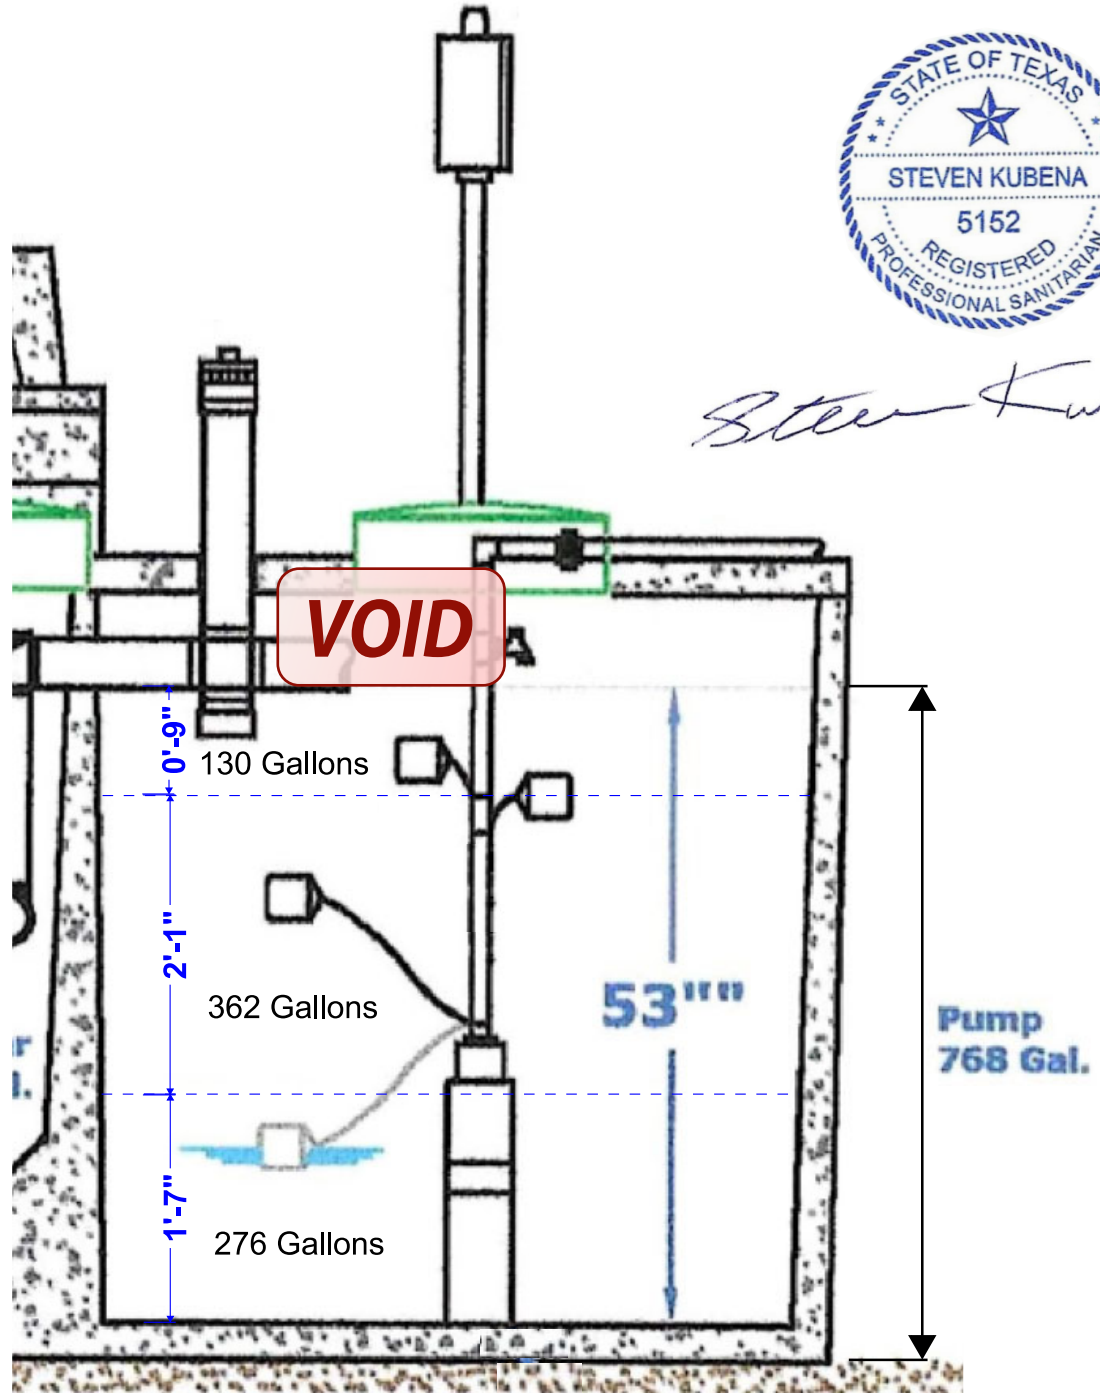 STATE OF TEXAS
STEVEN KUBENA
5152
REGISTERED
PROFESSIONAL SANITARIAN
VOID
0'-9"
130 Gallons
2'-1"
362 Gallons
53""
Pump
768 Gal.
1'-7"
276 Gallons